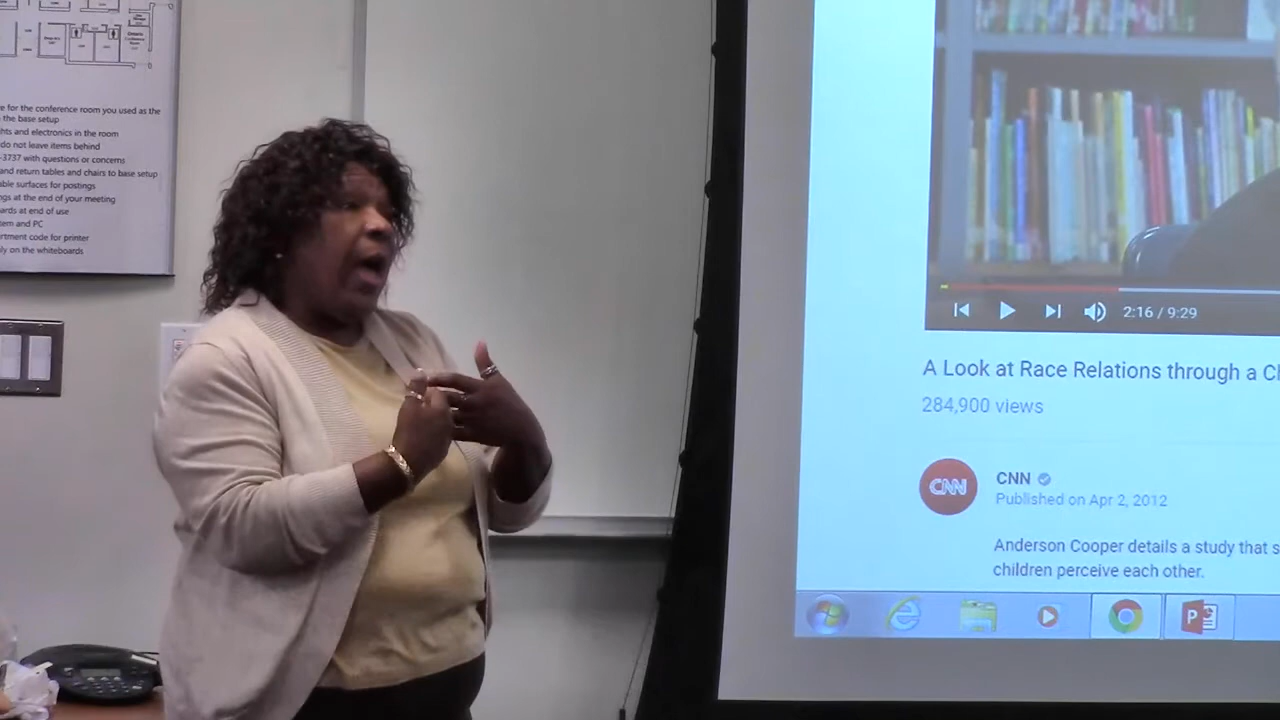 e for the conference room you used as the
the base setup
hts and electronics in the room
do not leave items behind
-3737 with questions or concerns
and return tables and chairs to base setup
ble surfaces for postings
ngs at the end of your meeting
ards at end of use
tem and PC
rtment code for printer
ly on the whiteboards
2:16 / 9:29
A Look at Race Relations through a C
284,900 views
CNN
CNN
Published on Apr 2, 2012
Anderson Cooper details a study that s
children perceive each other.